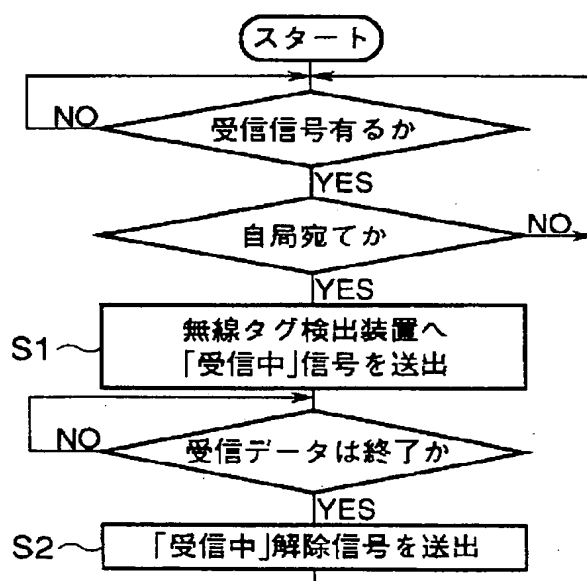 スタート
受信信号有るか
NO
YES
自局宛てか
NO
YES
S1
無線タグ検出装置へ
「受信中」信号を送出
受信データは終了か
NO
YES
S2
「受信中」解除信号を送出